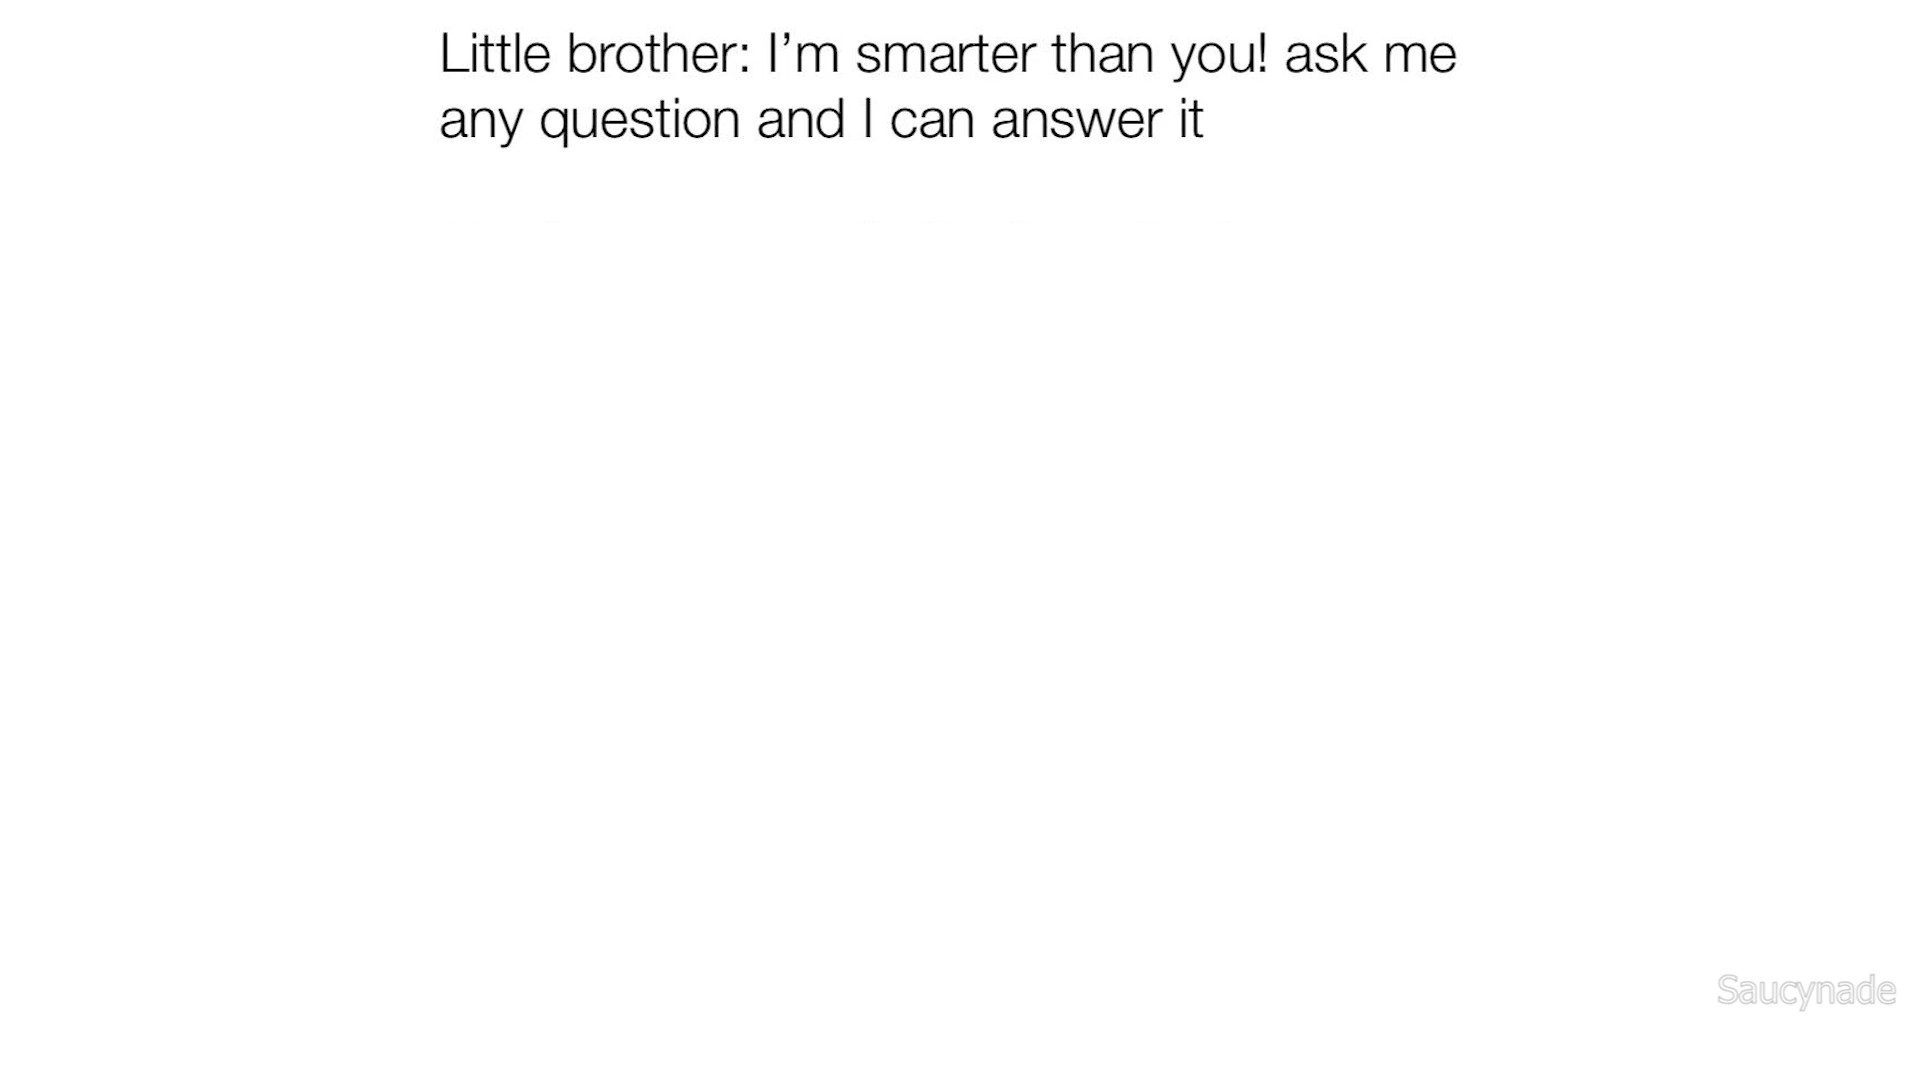 Little brother: I’m smarter than you! ask me
any question and I can answer it
Saucynade